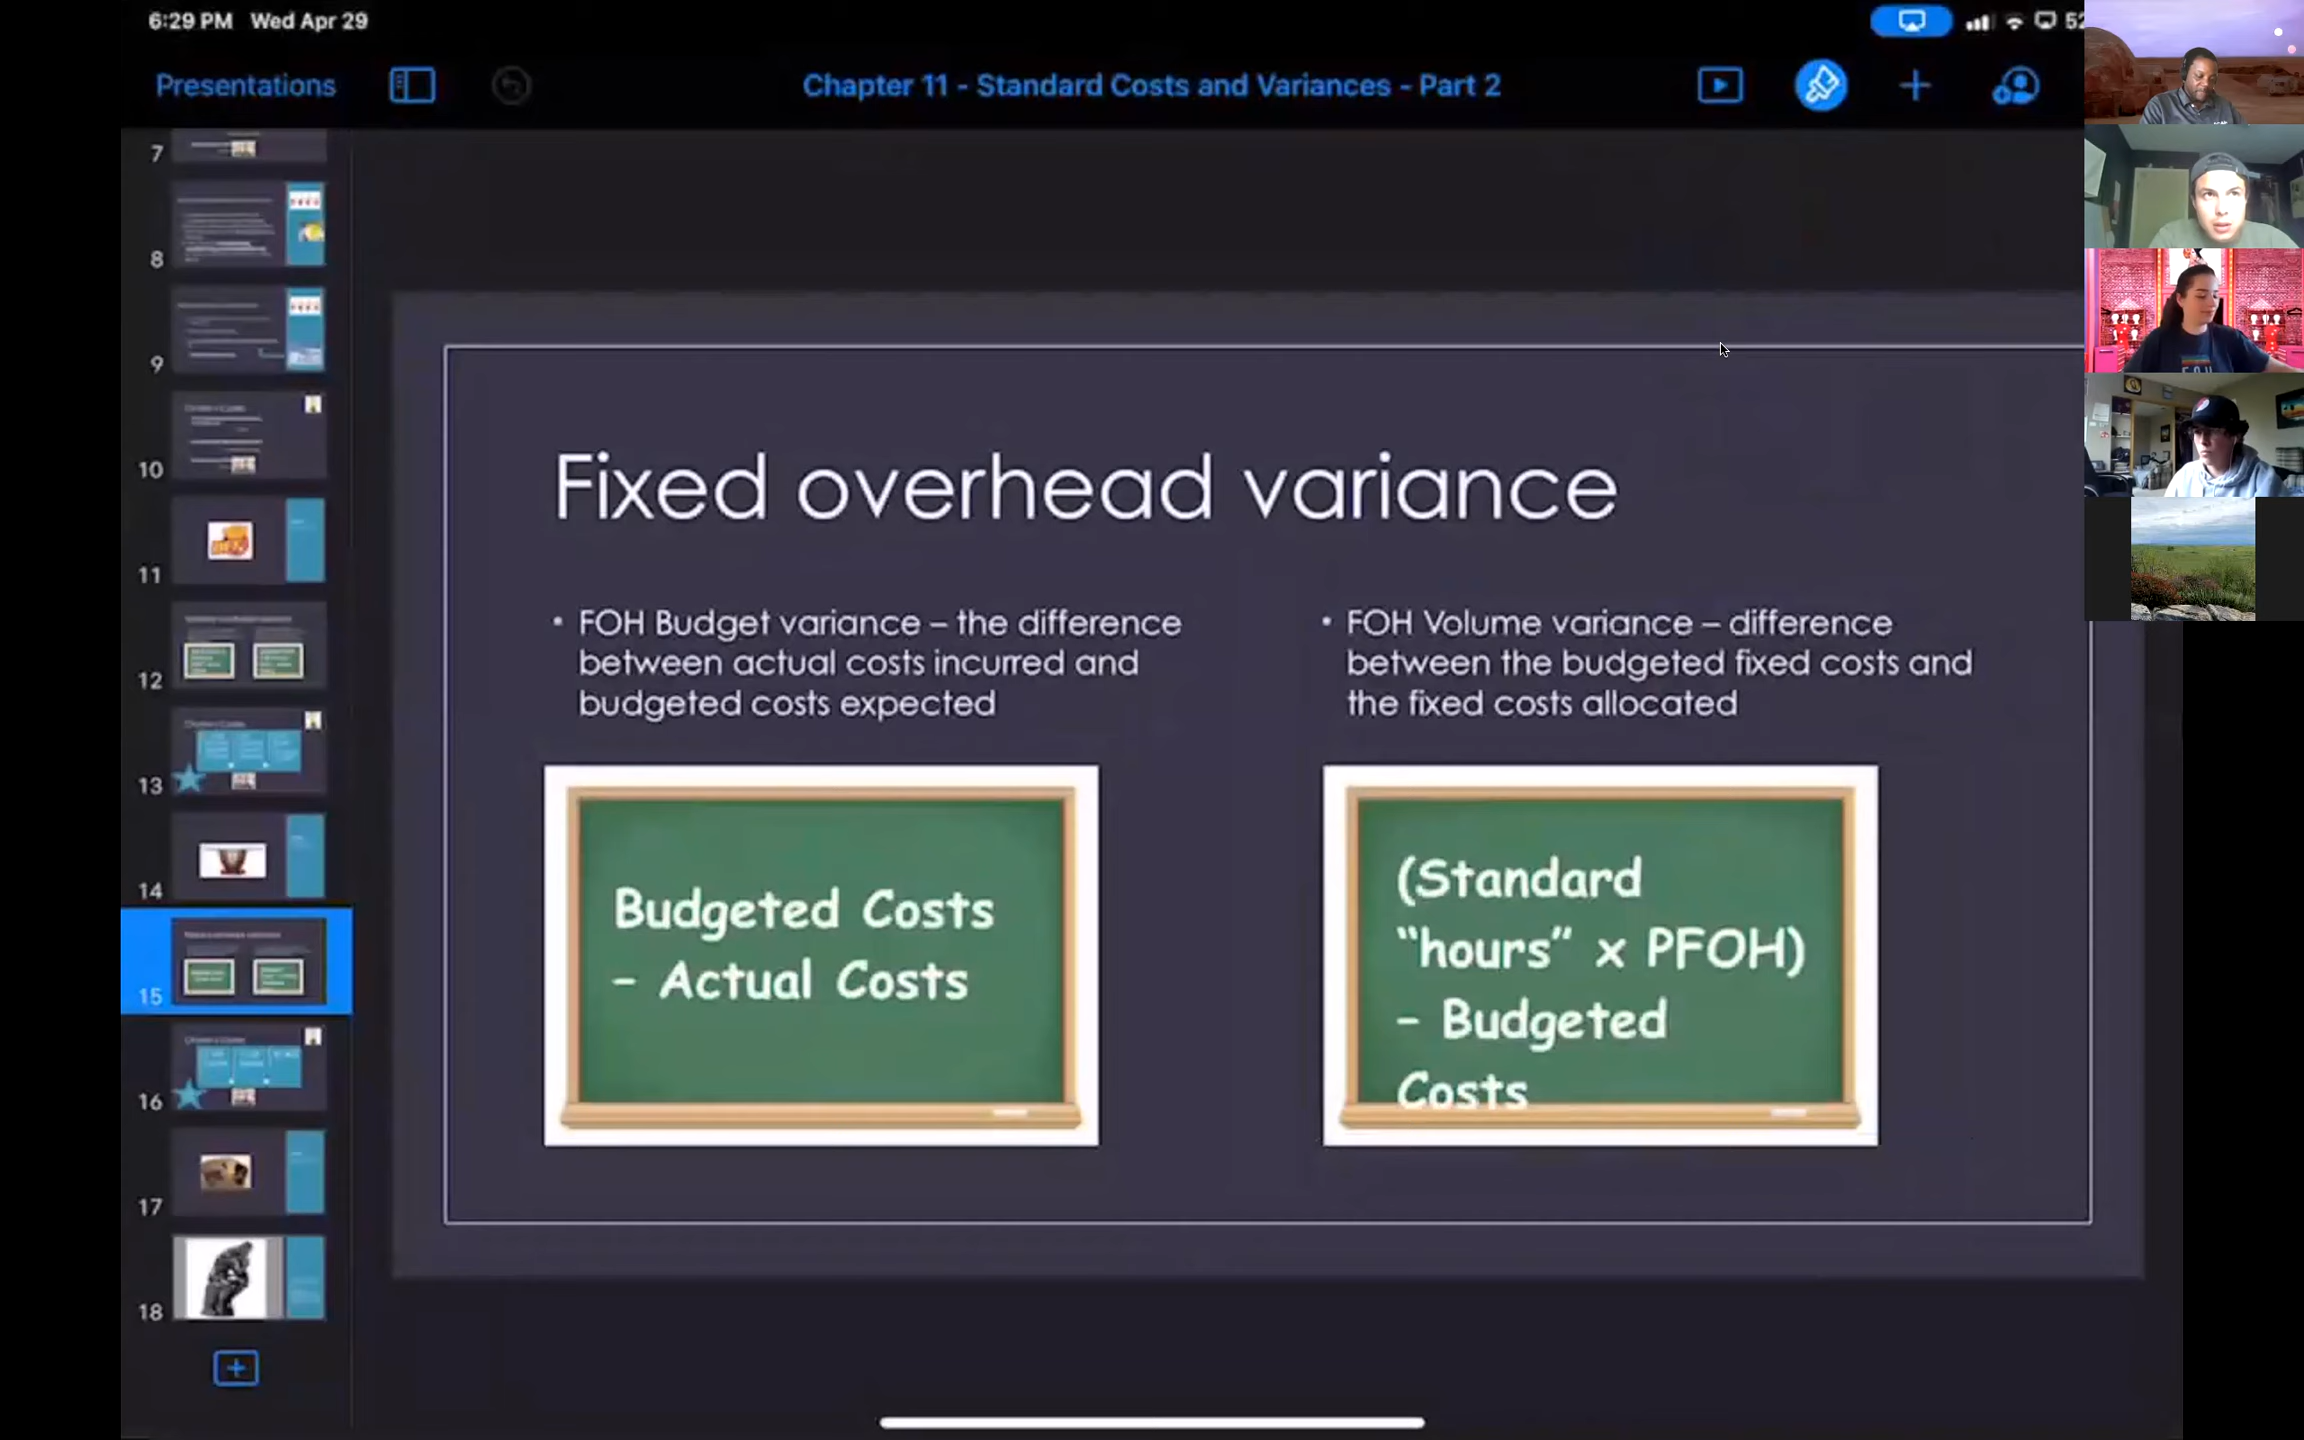 6:29 PM Wed Apr 29
Presentations
Chapter 11 - Standard Costs and Variances - Part 2
7
8
9
10
11
12
13
14
15
16
17
18
Fixed overhead variance
• FOH Budget variance – the difference
between actual costs incurred and
budgeted costs expected
Budgeted Costs
– Actual Costs
• FOH Volume variance – difference
between the budgeted fixed costs and
the fixed costs allocated
(Standard
“hours” x PFOH)
– Budgeted
Costs